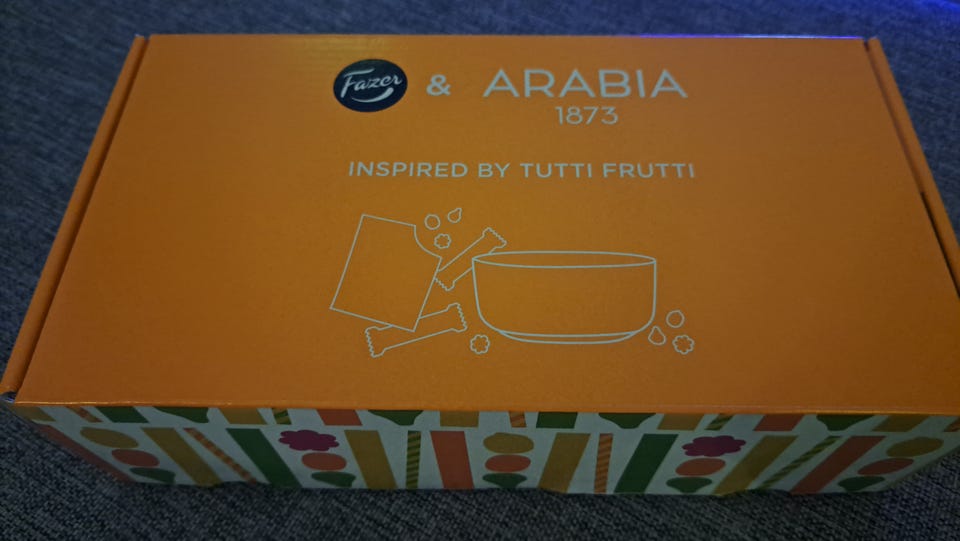 Fazer & ARABIA
1873
INSPIRED BY TUTTI FRUTTI